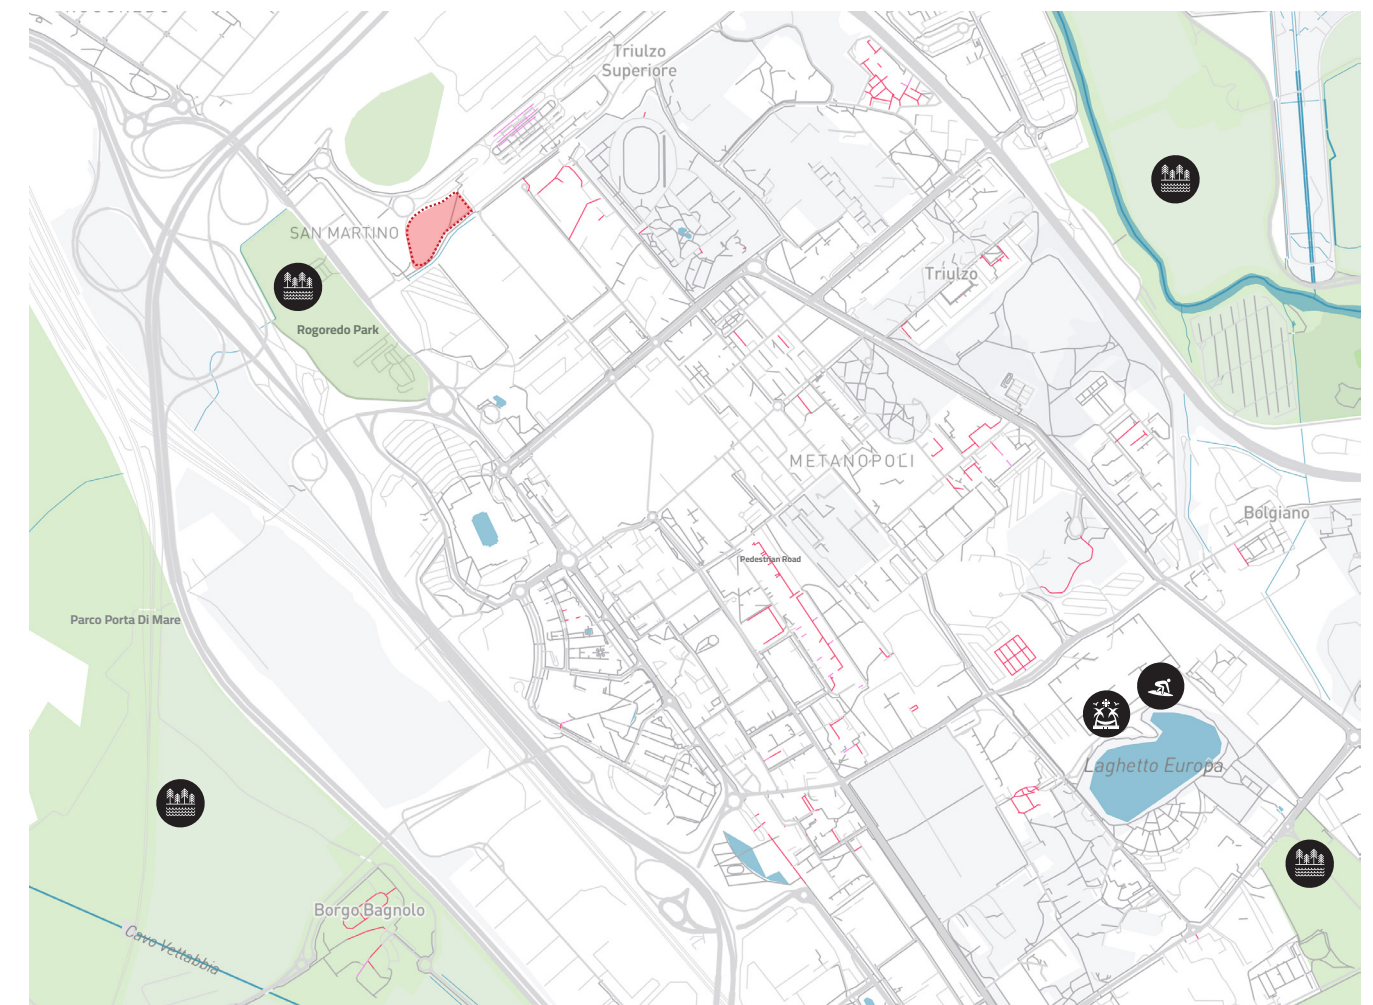 Triulzo
Superiore
SAN MARTINO
Triulzo
Rogoredo Park
METANOPOLI
Bolgiano
Pedestrian Road
Parco Porta Di Mare
Laghetto Europa
Borgo Bagnolo
Cavo Vettabbia